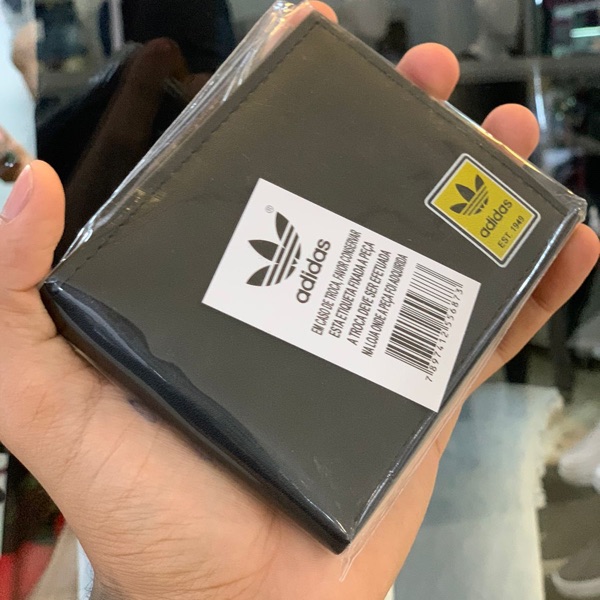 ®
adidas
EM CASO DE TROCA, FAVOR CONSERVAR
ESTA ETIQUETA FIXADA A PEÇA
A TROCA DEVE SER EFETUADA
NA LOJA ONDE A PEÇA FOI ADQUIRIDA
7897412556873
adidas
EST. 1949